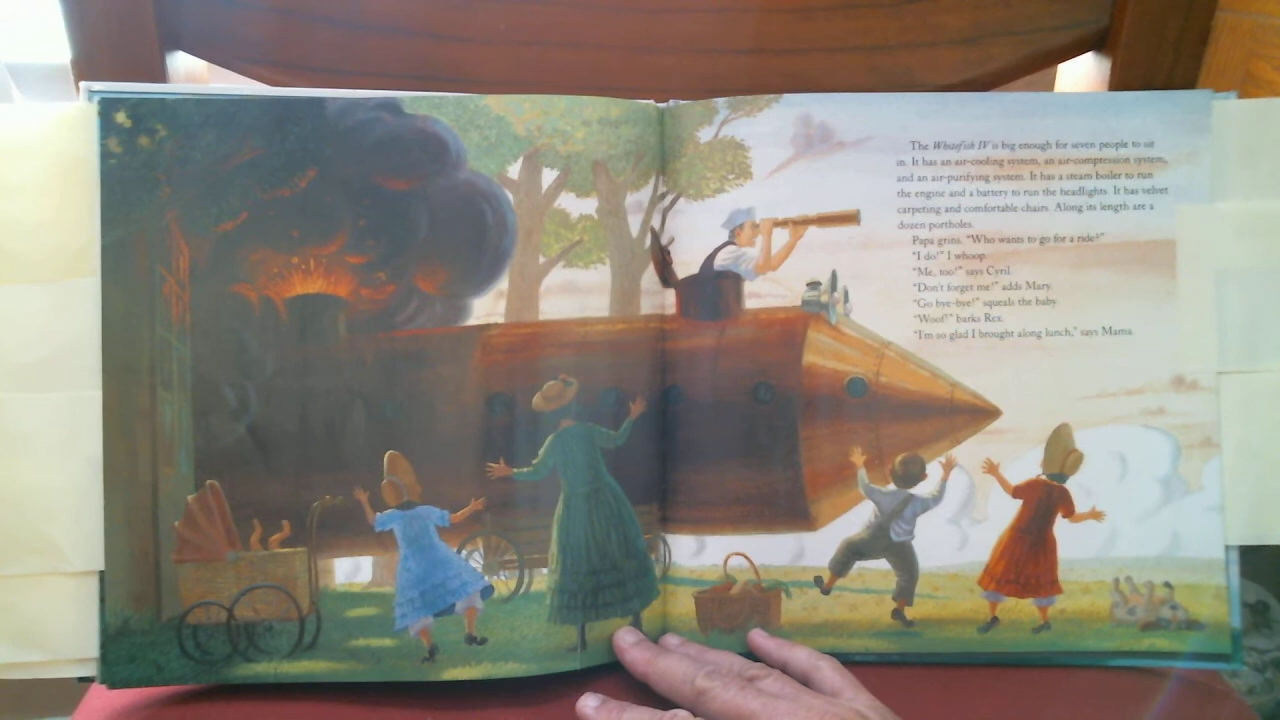 The Whitefish IV is big enough for seven people to sit
in. It has an air-cooling system, an air-compression system,
and an air-purifying system. It has a steam boiler to run
the engine and a battery to run the headlights. It has velvet
carpeting and comfortable chairs. Along its length are a
dozen portholes.
Papa grins. “Who wants to go for a ride?”
“I do!” I whoop.
“Me, too!” says Cyril.
“Don’t forget me!” adds Mary.
“Go bye-bye!” squeals the baby.
“Woof!” barks Rex.
“I’m so glad I brought along lunch,” says Mama.